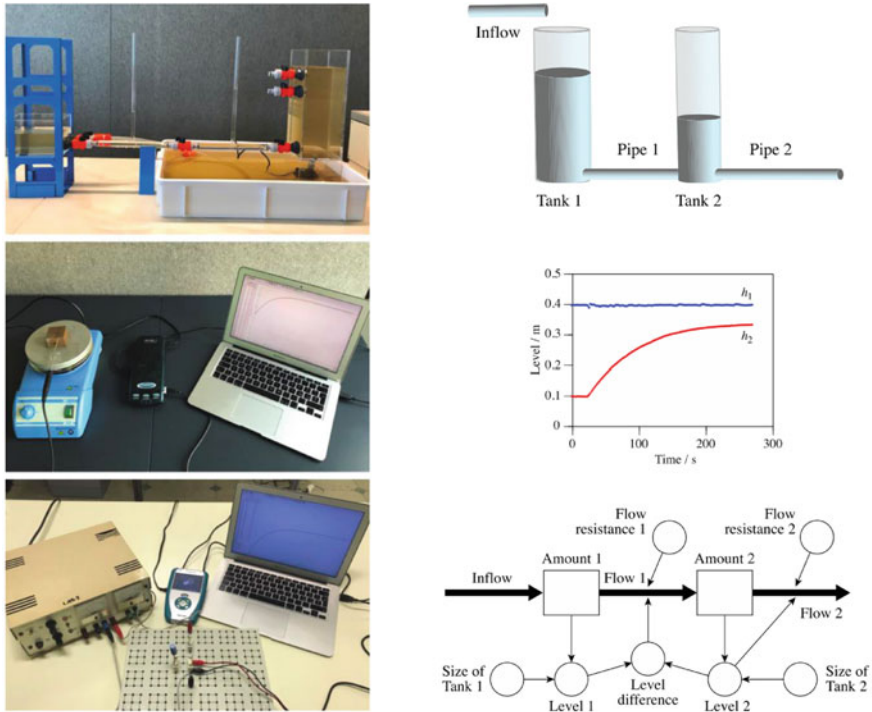 Inflow
Pipe 1
Pipe 2
Tank 1
Tank 2
0.5
0.4
0.3
0.2
0.1
0
Level / m
h₁
h₂
0
100
200
300
Time / s
Flow
resistance 1
Flow
resistance 2
Amount 1
Amount 2
Inflow
Flow 1
Flow 2
Size of
Tank 1
Level 1
Level
difference
Level 2
Size of
Tank 2